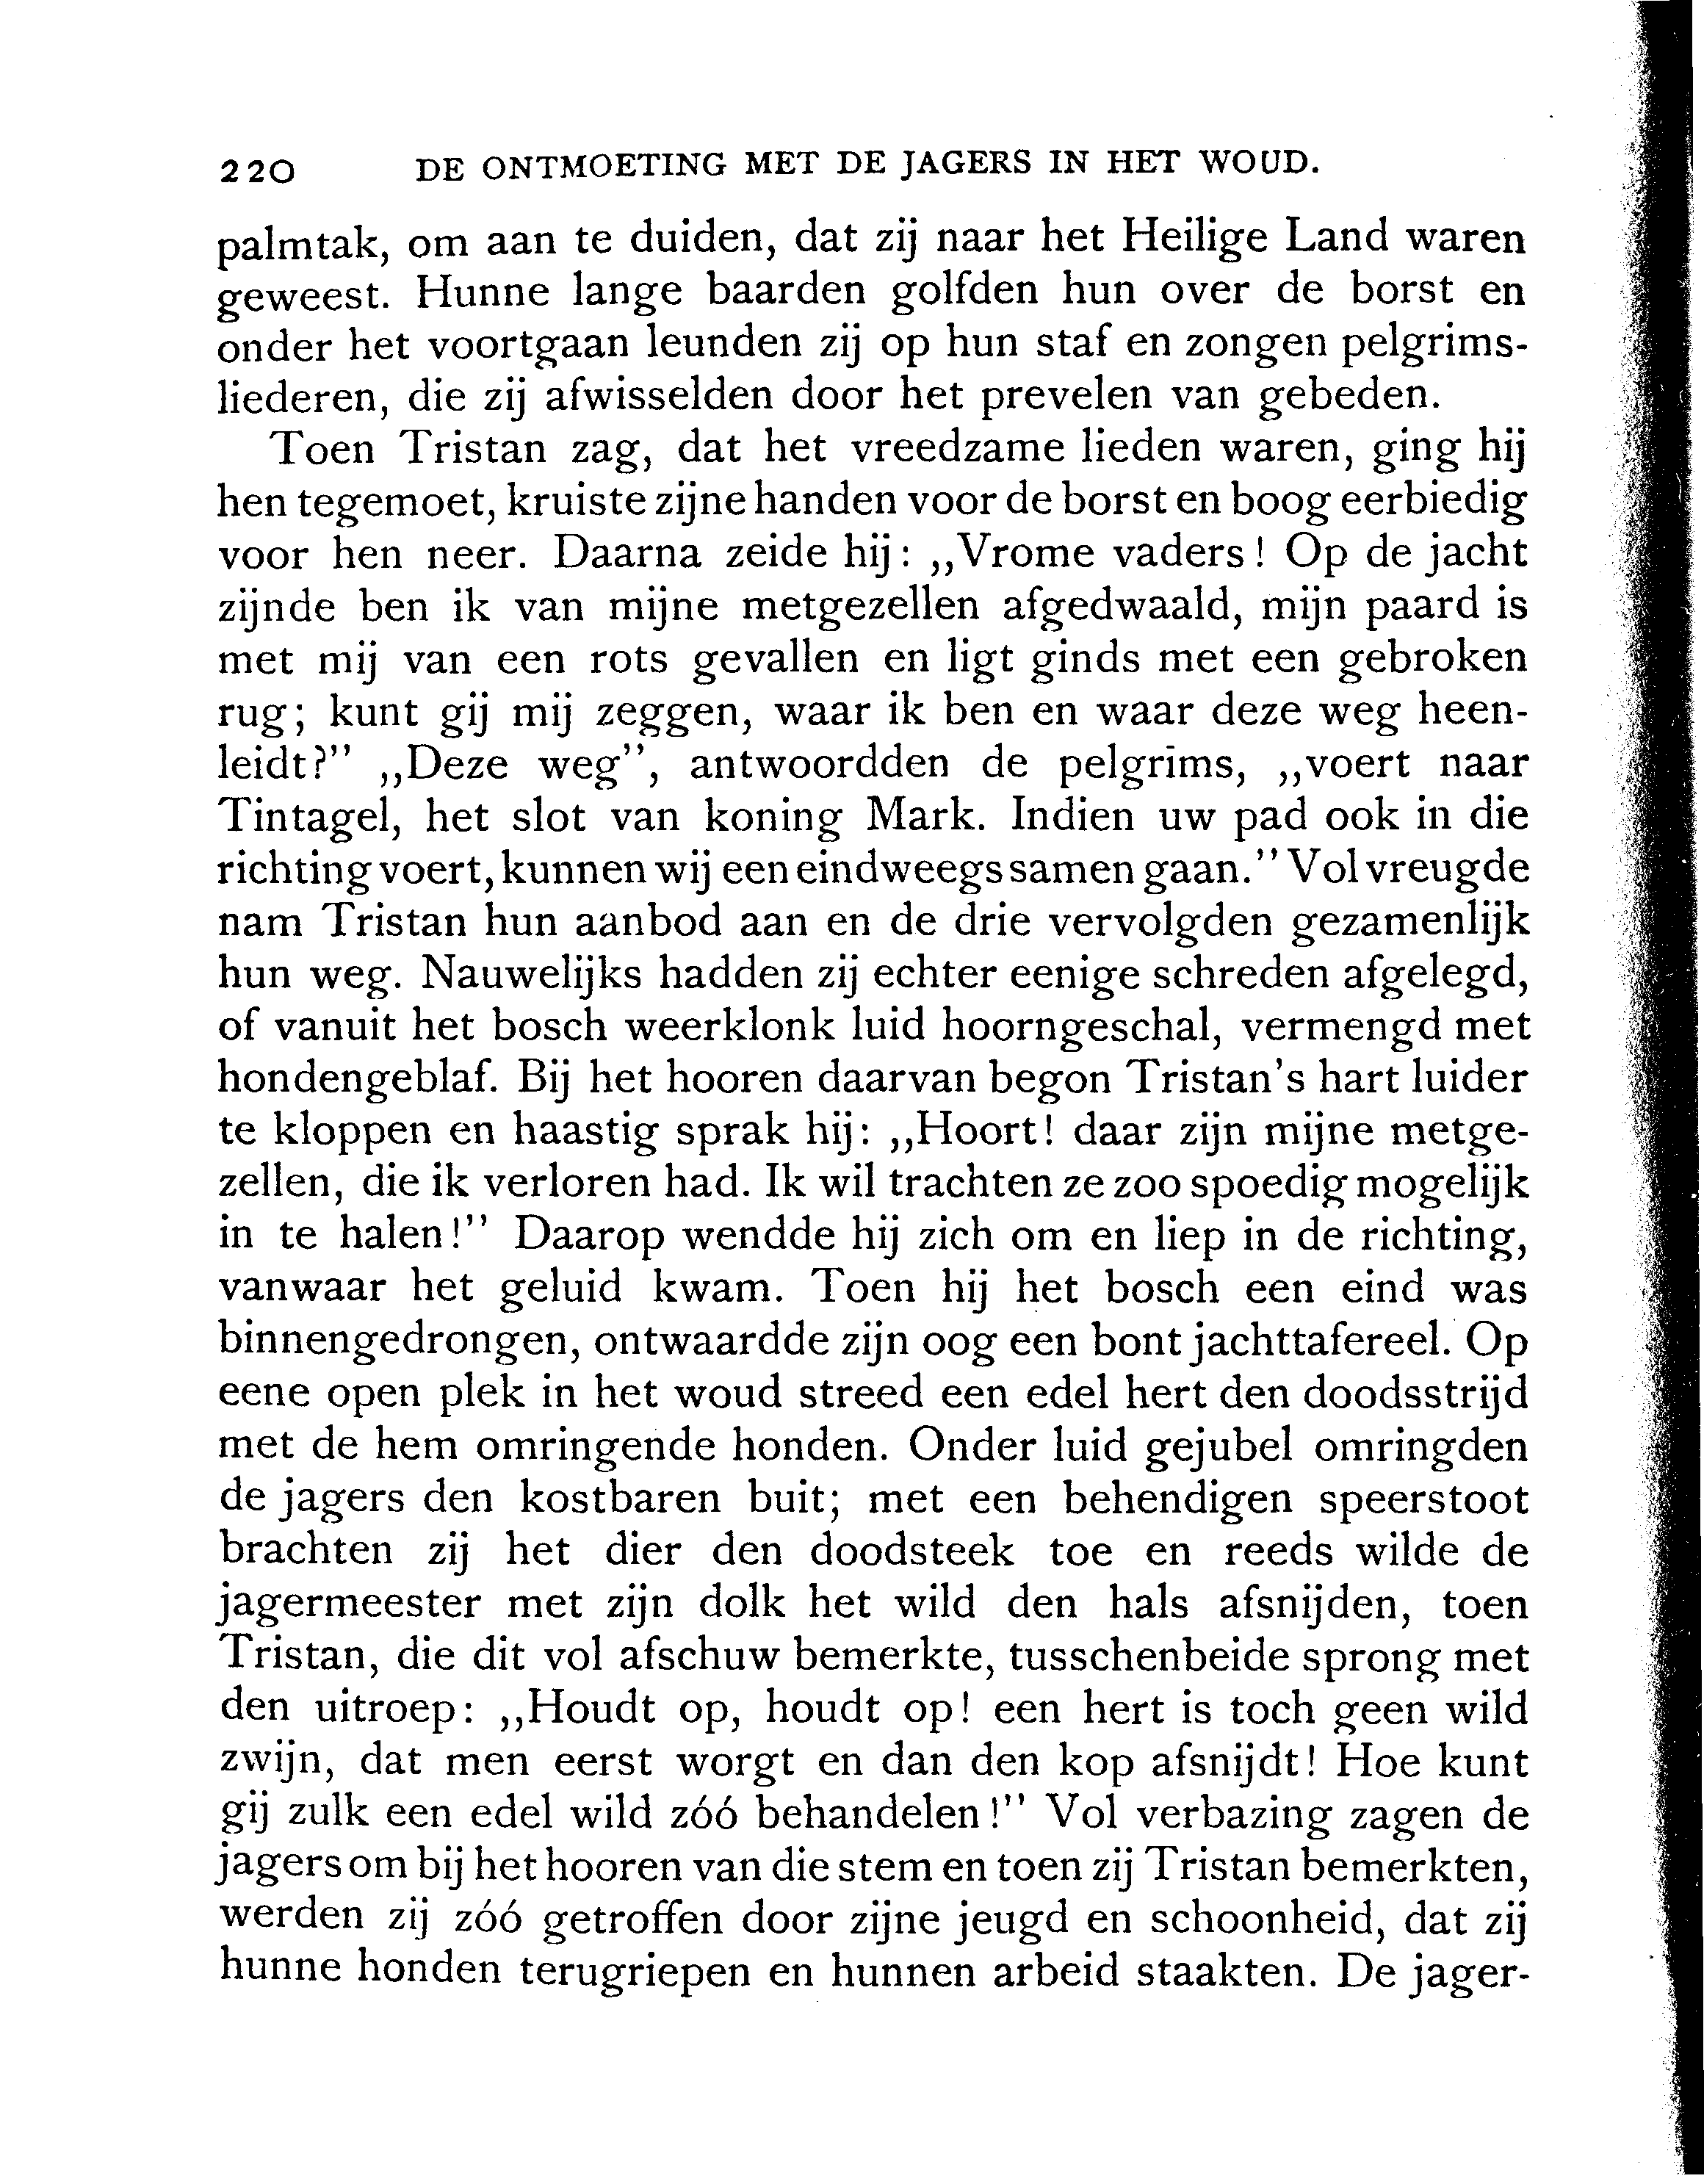 220 DE ONTMOETING MET DE JAGERS IN HET WOUD.
palmtak, om aan te duiden, dat zij naar het Heilige Land waren
geweest. Hunne lange baarden golfden hun over de borst en
onder het voortgaan leunden zij op hun staf en zongen pelgrims-
liederen, die zij afwisselden door het prevelen van gebeden.
Toen Tristan zag, dat het vreedzame lieden waren, ging hij
hen tegemoet, kruiste zijne handen voor de borst en boog eerbiedig
voor hen neer. Daarna zeide hij: ,,Vrome vaders! Op de jacht
zijnde ben ik van mijne metgezellen afgedwaald, mijn paard is
met mij van een rots gevallen en ligt ginds met een gebroken
rug; kunt gij mij zeggen, waar ik ben en waar deze weg heen-
leidt?'' ,,Deze weg'', antwoordden de pelgrims, ,,voert naar
Tintagel, het slot van koning Mark. Indien uw pad ook in die
richting voert, kunnen wij een eindweegs samen gaan.'' Vol vreugde
nam Tristan hun aanbod aan en de drie vervolgden gezamenlijk
hun weg. Nauwelijks hadden zij echter eenige schreden afgelegd,
of vanuit het bosch weerklonk luid hoorngeschal, vermengd met
hondengeblaf. Bij het hooren daarvan begon Tristan's hart luider
te kloppen en haastig sprak hij: ,,Hoort! daar zijn mijne metge-
zellen, die ik verloren had. Ik wil trachten ze zoo spoedig mogelijk
in te halen!'' Daarop wendde hij zich om en liep in de richting,
vanwaar het geluid kwam. Toen hij het bosch een eind was
binnengedrongen, ontwaardde zijn oog een bont jachttafereel. Op
eene open plek in het woud streed een edel hert den doodsstrijd
met de hem omringende honden. Onder luid gejubel omringden
de jagers den kostbaren buit; met een behendigen speerstoot
brachten zij het dier den doodsteek toe en reeds wilde de
jagermeester met zijn dolk het wild den hals afsnijden, toen
Tristan, die dit vol afschuw bemerkte, tusschenbeide sprong met
den uitroep: ,,Houdt op, houdt op! een hert is toch geen wild
zwijn, dat men eerst worgt en dan den kop afsnijdt! Hoe kunt
gij zulk een edel wild zóó behandelen!'' Vol verbazing zagen de
jagers om bij het hooren van die stem en toen zij Tristan bemerkten,
werden zij zóó getroffen door zijne jeugd en schoonheid, dat zij
hunne honden terugriepen en hunnen arbeid staakten. De jager-